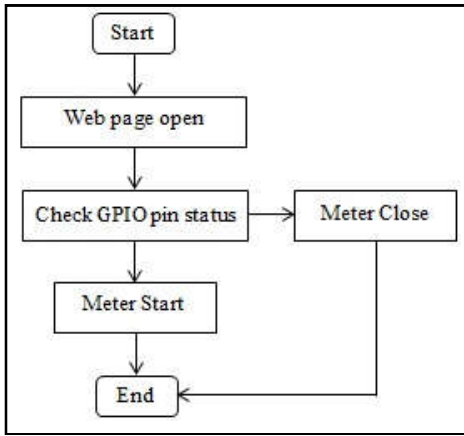 Start
Web page open
Check GPIO pin status
Meter Close
Meter Start
End